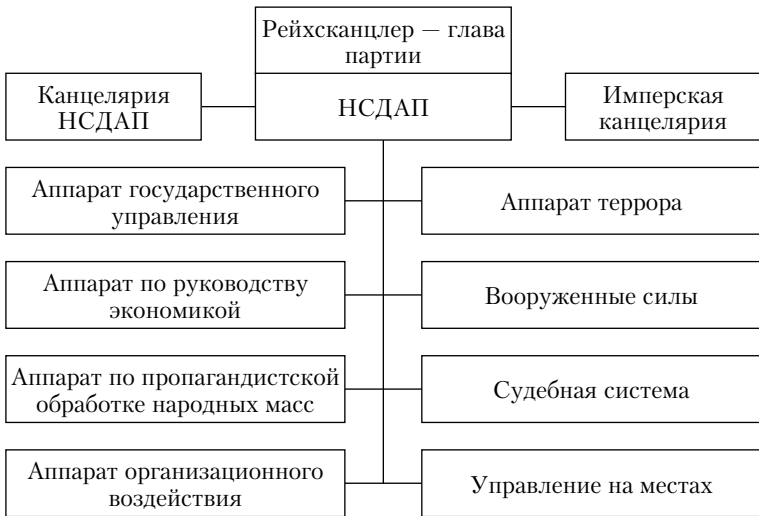 Рейхсканцлер — глава
партии
Канцелярия
НСДАП
НСДАП
Имперская
канцелярия
Аппарат государственного
управления
Аппарат террора
Аппарат по руководству
экономикой
Вооруженные силы
Аппарат по пропагандистской
обработке народных масс
Судебная система
Аппарат организационного
воздействия
Управление на местах